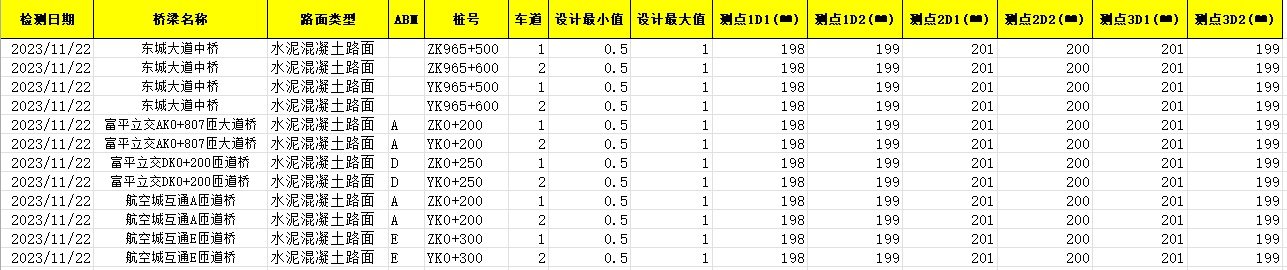 检测日期 桥梁名称 路面类型 ABM 桩号 车道 设计最小值 设计最大值 测点1D1(㎜) 测点1D2(㎜) 测点2D1(㎜) 测点2D2(㎜) 测点3D1(㎜) 测点3D2(㎜)
2023/11/22 东城大道中桥 水泥混凝土路面 ZK965+500 1 0.5 1 198 199 201 200 201 199
2023/11/22 东城大道中桥 水泥混凝土路面 ZK965+600 2 0.5 1 198 199 201 200 201 199
2023/11/22 东城大道中桥 水泥混凝土路面 YK965+500 1 0.5 1 198 199 201 200 201 199
2023/11/22 东城大道中桥 水泥混凝土路面 YK965+600 2 0.5 1 198 199 201 200 201 199
2023/11/22 富平立交AK0+807匝大道桥 水泥混凝土路面 A ZK0+200 1 0.5 1 198 199 201 200 201 199
2023/11/22 富平立交AK0+807匝大道桥 水泥混凝土路面 A YK0+200 2 0.5 1 198 199 201 200 201 199
2023/11/22 富平立交DK0+200匝道桥 水泥混凝土路面 D ZK0+250 1 0.5 1 198 199 201 200 201 199
2023/11/22 富平立交DK0+200匝道桥 水泥混凝土路面 D YK0+250 2 0.5 1 198 199 201 200 201 199
2023/11/22 航空城互通A匝道桥 水泥混凝土路面 A ZK0+200 1 0.5 1 198 199 201 200 201 199
2023/11/22 航空城互通A匝道桥 水泥混凝土路面 A YK0+200 2 0.5 1 198 199 201 200 201 199
2023/11/22 航空城互通E匝道桥 水泥混凝土路面 E ZK0+300 1 0.5 1 198 199 201 200 201 199
2023/11/22 航空城互通E匝道桥 水泥混凝土路面 E YK0+300 2 0.5 1 198 199 201 200 201 199